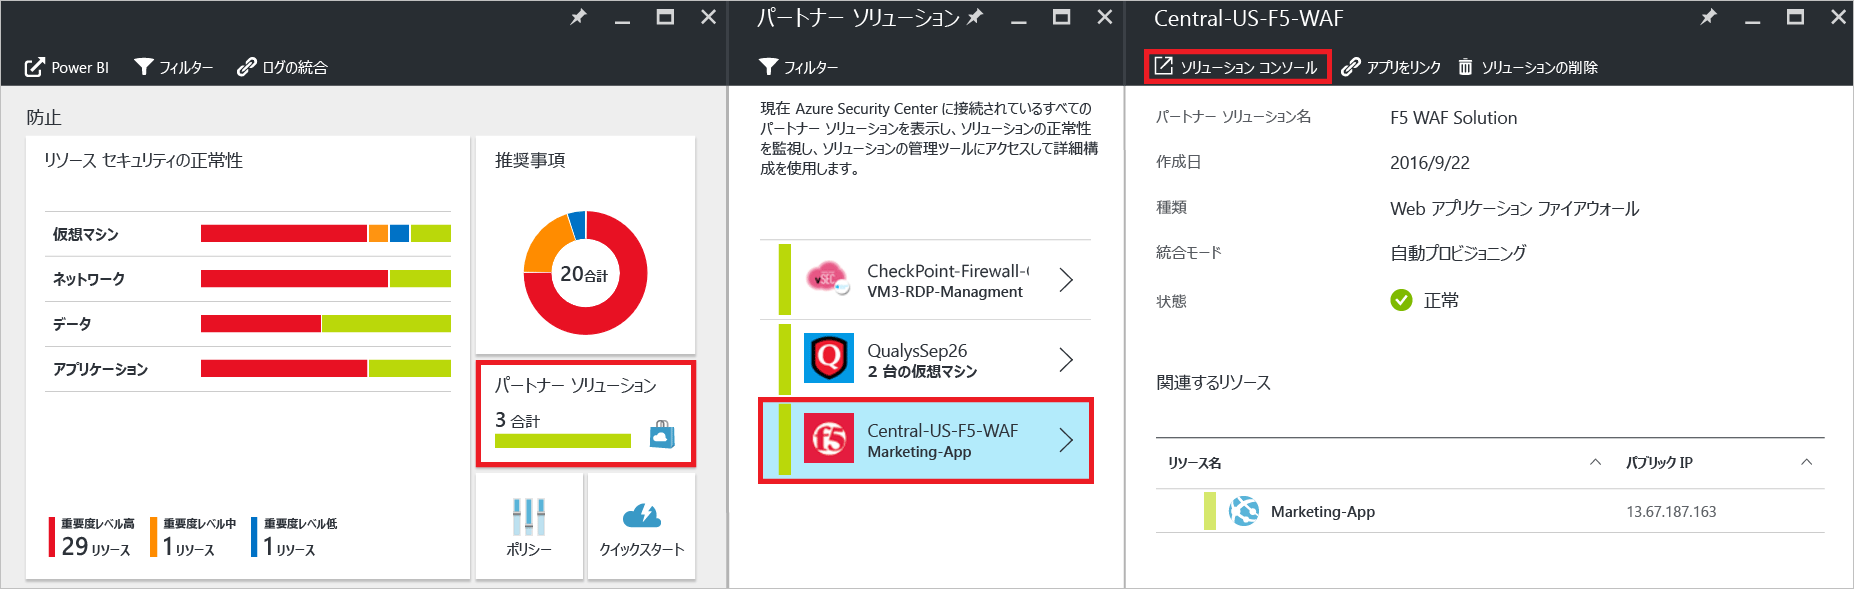 Power BI
フィルター
ログの統合
防止
リソース セキュリティの正常性
仮想マシン
ネットワーク
データ
アプリケーション
重要度レベル高
29 リソース
重要度レベル中
1 リソース
重要度レベル低
1 リソース
推奨事項
20合計
パートナー ソリューション
3 合計
ポリシー
クイックスタート
パートナー ソリューション
フィルター
現在 Azure Security Center に接続されているすべての
パートナー ソリューションを表示し、ソリューションの正常性
を監視し、ソリューションの管理ツールにアクセスして詳細構
成を使用します。
vSEC
CheckPoint-Firewall-
VM3-RDP-Managment
QualysSep26
2 台の仮想マシン
f5
Central-US-F5-WAF
Marketing-App
Central-US-F5-WAF
ソリューション コンソール
アプリをリンク
ソリューションの削除
パートナー ソリューション名
F5 WAF Solution
作成日
2016/9/22
種類
Web アプリケーション ファイアウォール
統合モード
自動プロビジョニング
状態
正常
関連するリソース
リソース名
パブリック IP
Marketing-App
13.67.187.163